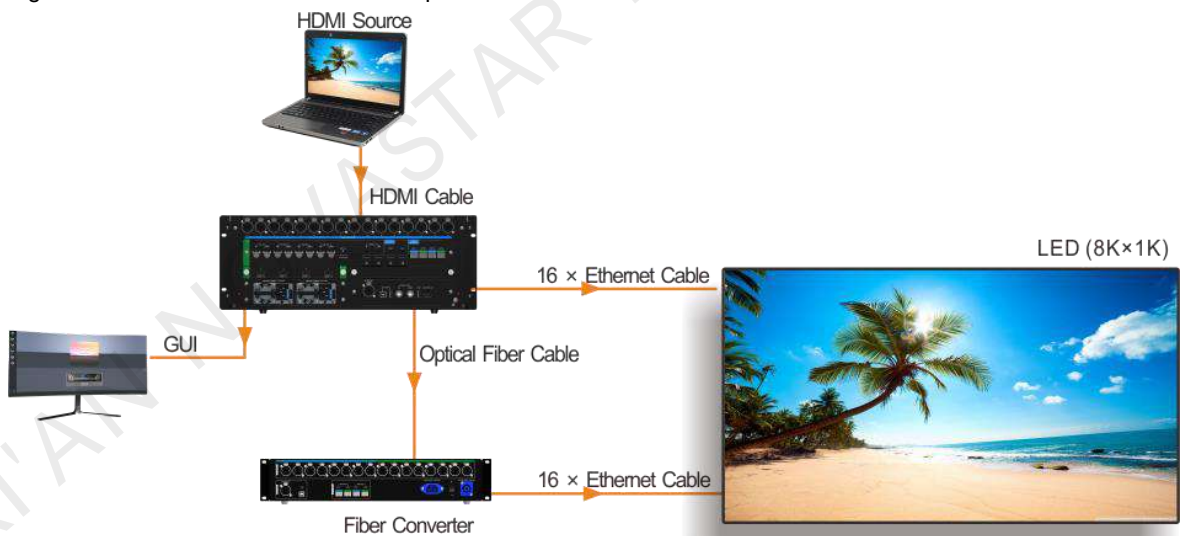 HDMI Source
HDMI Cable
LED (8K×1K)
16 × Ethernet Cable
GUI
Optical Fiber Cable
16 × Ethernet Cable
Fiber Converter